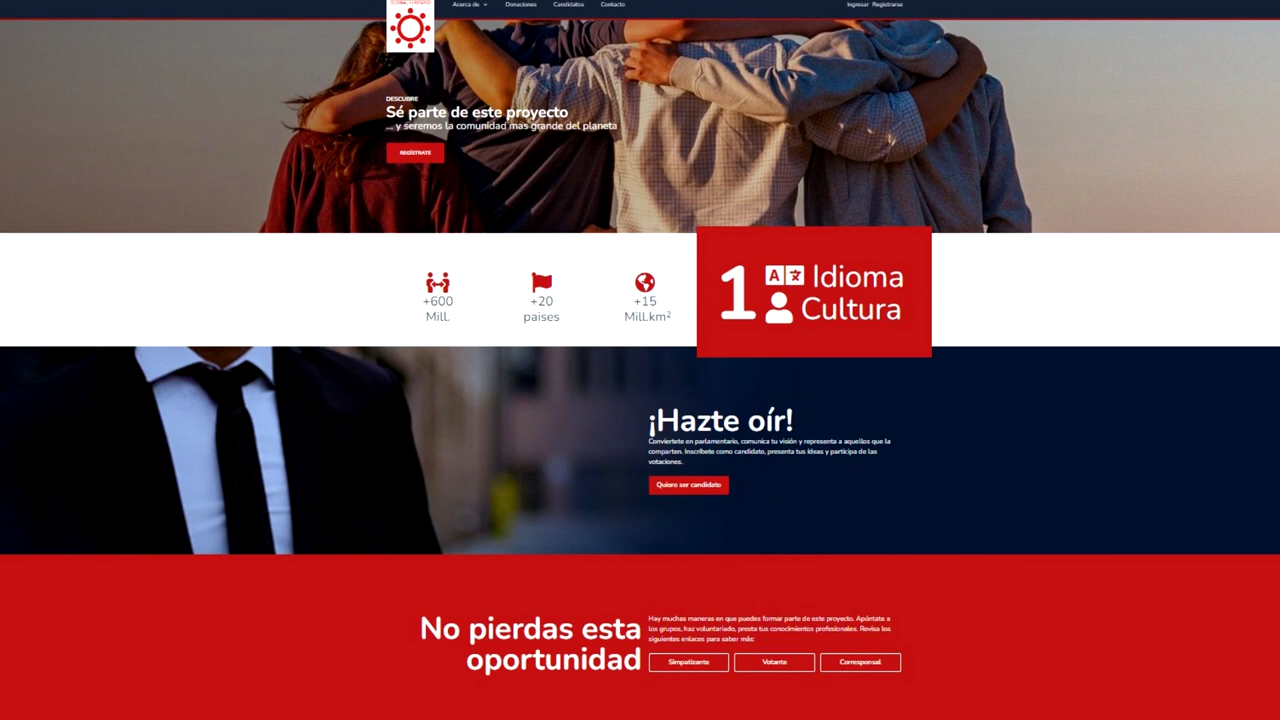 Acerca de Donaciones Candidatos Contacto Ingresar Registrarse
DESCUBRE
Sé parte de este proyecto
... y seremos la comunidad mas grande del planeta
REGÍSTRATE
+600
Mill.
+20
paises
+15
Mill.km²
1 A Idioma
Cultura
¡Hazte oír!
Conviertete en parlamentario, comunica tu visión y representa a aquellos que la
comparten. Inscríbete como candidato, presenta tus ideas y participa de las
votaciones.
Quiero ser candidato
No pierdas esta
oportunidad
Hay muchas maneras en que puedes formar parte de este proyecto. Apúntate a
los grupos, haz voluntariado, presta tus conocimientos profesionales. Revisa los
siguientes enlaces para saber más:
Simpatizante Votante Corresponsal